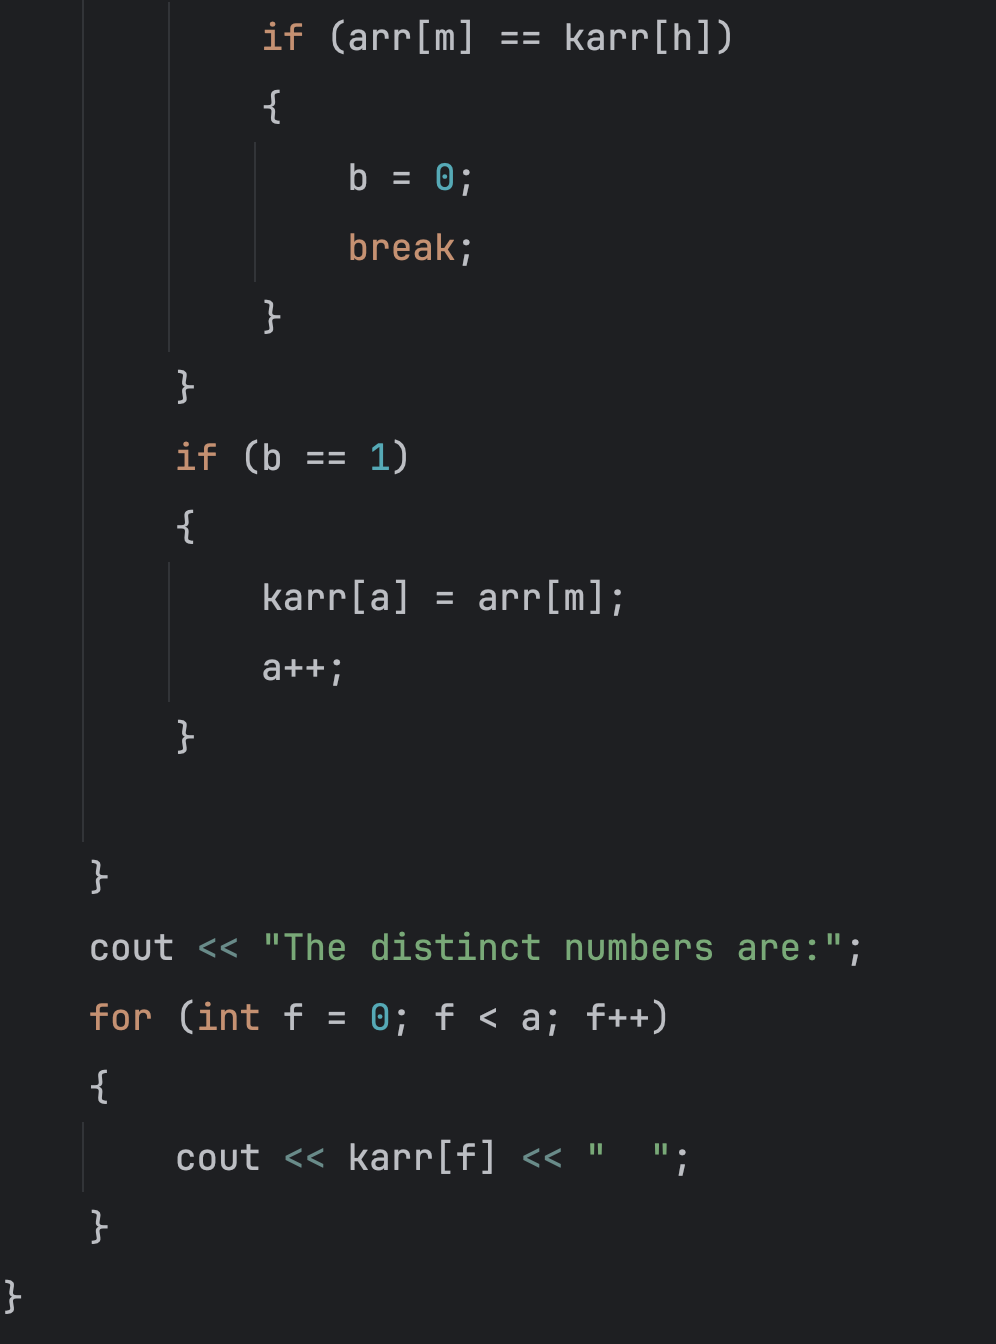 if (arr[m] == karr[h])
            {
                b = 0;
                break;
            }
        }
        if (b == 1)
        {
            karr[a] = arr[m];
            a++;
        }

    }
    cout << "The distinct numbers are:";
    for (int f = 0; f < a; f++)
    {
        cout << karr[f] << "  ";
    }
}